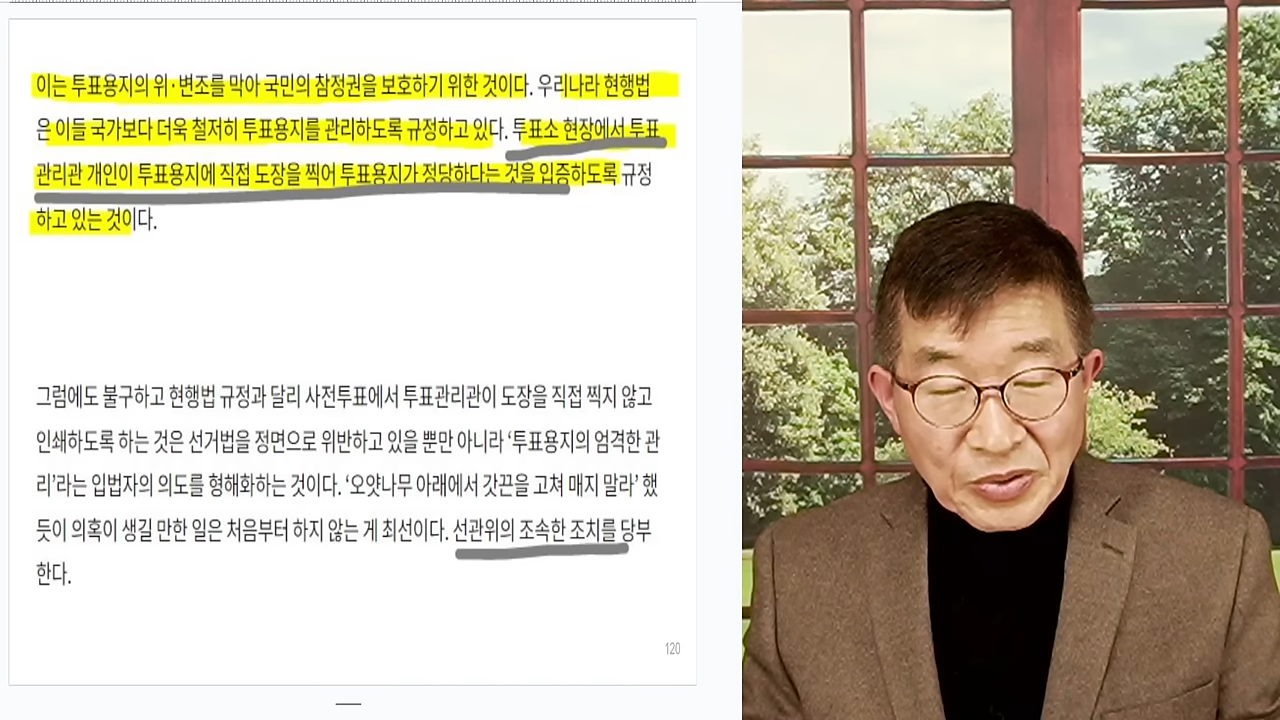 이는 투표용지의 위·변조를 막아 국민의 참정권을 보호하기 위한 것이다. 우리나라 현행법
은 이들 국가보다 더욱 철저히 투표용지를 관리하도록 규정하고 있다. 투표소 현장에서 투표
관리관 개인이 투표용지에 직접 도장을 찍어 투표용지가 정당하다는 것을 입증하도록 규정
하고 있는 것이다.
그럼에도 불구하고 현행법 규정과 달리 사전투표에서 투표관리관이 도장을 직접 찍지 않고
인쇄하도록 하는 것은 선거법을 정면으로 위반하고 있을 뿐만 아니라 ‘투표용지의 엄격한 관
리’라는 입법자의 의도를 형해화하는 것이다. ‘오얏나무 아래에서 갓끈을 고쳐 매지 말라’ 했
듯이 의혹이 생길 만한 일은 처음부터 하지 않는 게 최선이다. 선관위의 조속한 조치를 당부
한다.
120